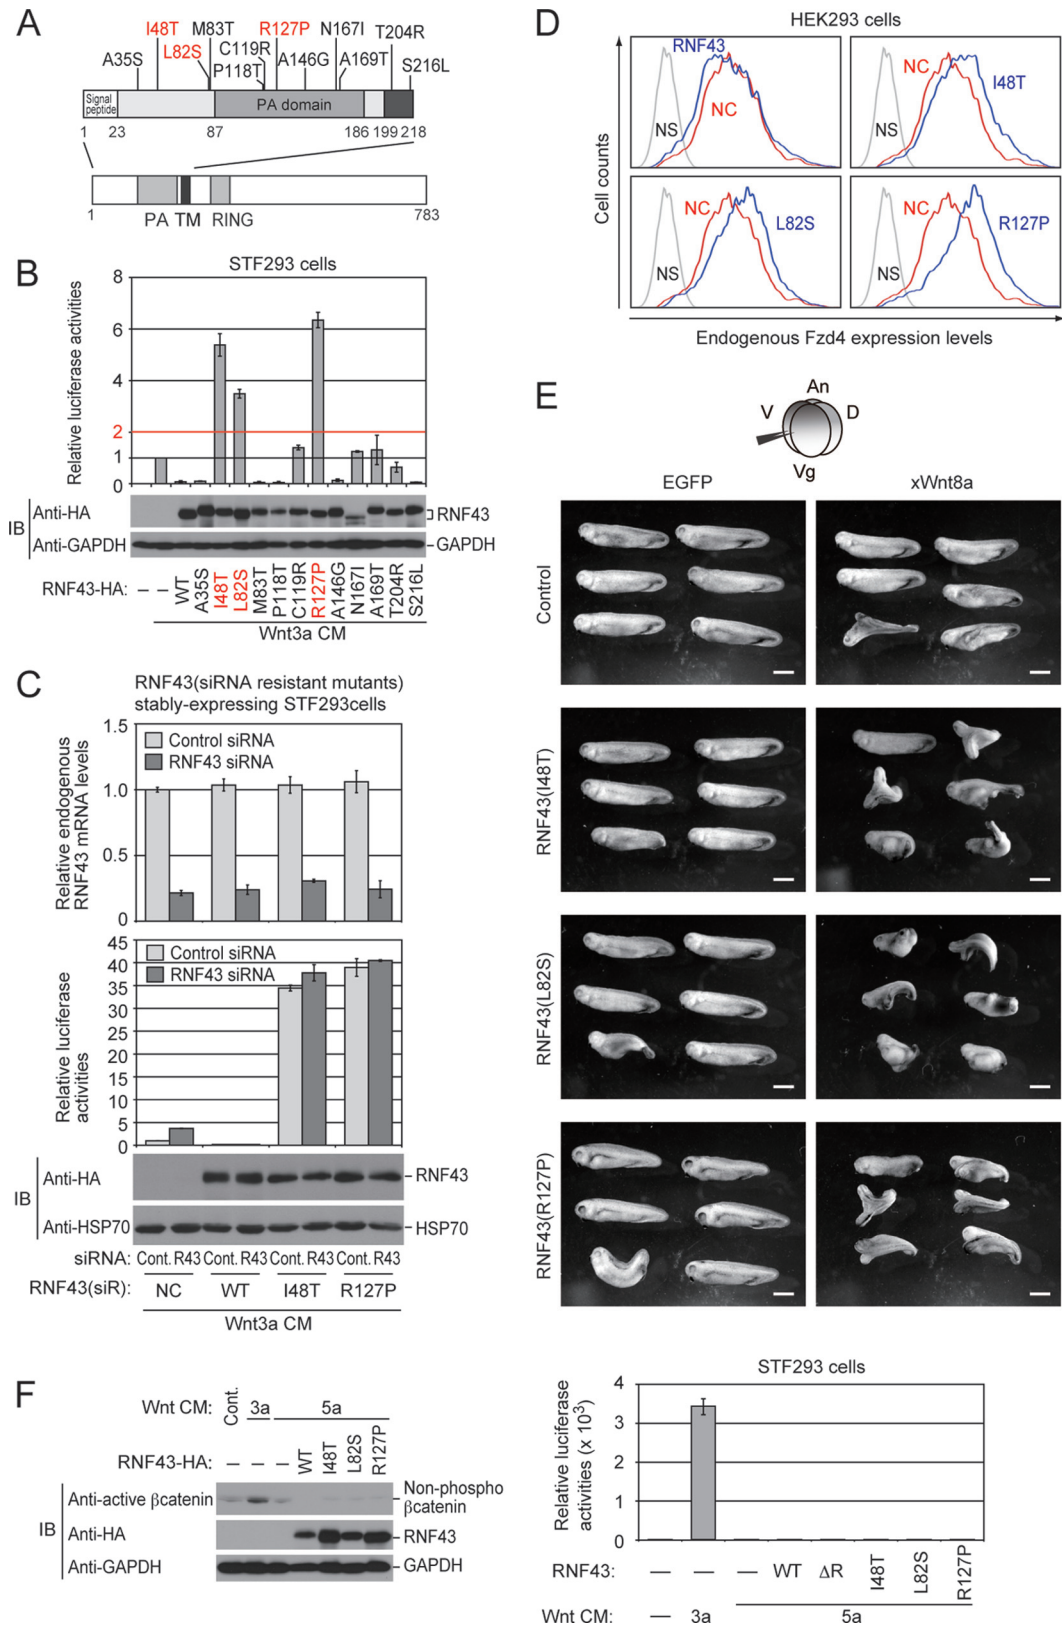 A
I48T M83T R127P N167I T204R
A35S L82S C119R P118T A146G A169T S216L
Signal peptide
PA domain
1 23 87 186 199 218
1 PA TM RING 783
B
STF293 cells
Relative luciferase activities
8
6
4
2
1
0
IB
Anti-HA
RNF43
Anti-GAPDH
GAPDH
RNF43-HA: – – WT A35S I48T L82S M83T P118T C119R R127P A146G N167I A169T T204R S216L
Wnt3a CM
C
RNF43(siRNA resistant mutants)
stably-expressing STF293cells
Relative endogenous
RNF43 mRNA levels
1.5
1.0
0.5
0
Control siRNA
RNF43 siRNA
Relative luciferase
activities
45
40
35
30
25
20
15
10
5
0
Control siRNA
RNF43 siRNA
IB
Anti-HA
RNF43
Anti-HSP70
HSP70
siRNA: Cont. R43 Cont. R43 Cont. R43 Cont. R43
RNF43(siR): NC WT I48T R127P
Wnt3a CM
D
HEK293 cells
Cell counts
RNF43
NC
NS
NC
I48T
NS
NC
L82S
NS
NC
R127P
NS
Endogenous Fzd4 expression levels
E
An
V D
Vg
EGFP xWnt8a
Control
RNF43(I48T)
RNF43(L82S)
RNF43(R127P)
F
Wnt CM: Cont. 3a 5a
RNF43-HA: – – – WT I48T L82S R127P
IB
Anti-active βcatenin
Non-phospho
βcatenin
Anti-HA
RNF43
Anti-GAPDH
GAPDH
STF293 cells
Relative luciferase
activities (x 10³)
4
3
2
1
0
RNF43: — — — WT ΔR I48T L82S R127P
Wnt CM: — 3a 5a